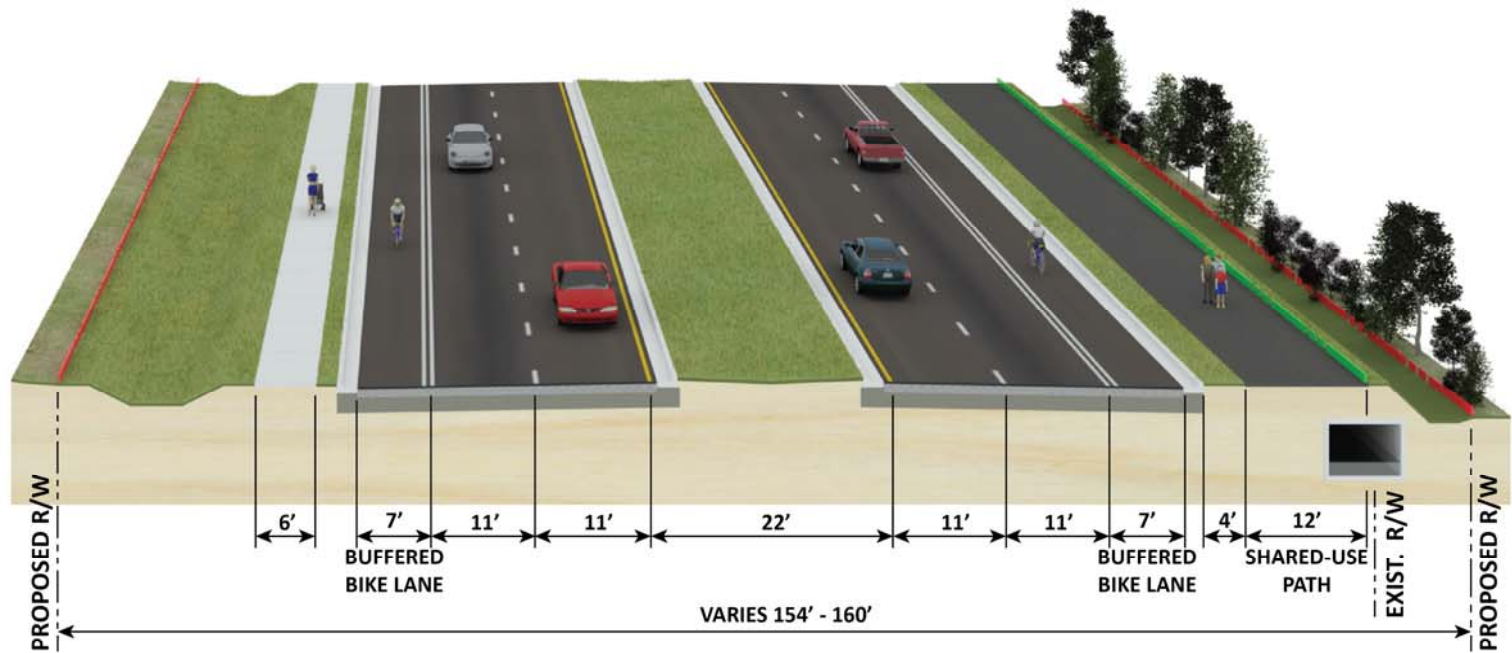 PROPOSED R/W
6’
7’
BUFFERED
BIKE LANE
11’
11’
22’
11’
11’
7’
BUFFERED
BIKE LANE
4’
12’
SHARED-USE
PATH
EXIST. R/W
PROPOSED R/W
VARIES 154’ - 160’